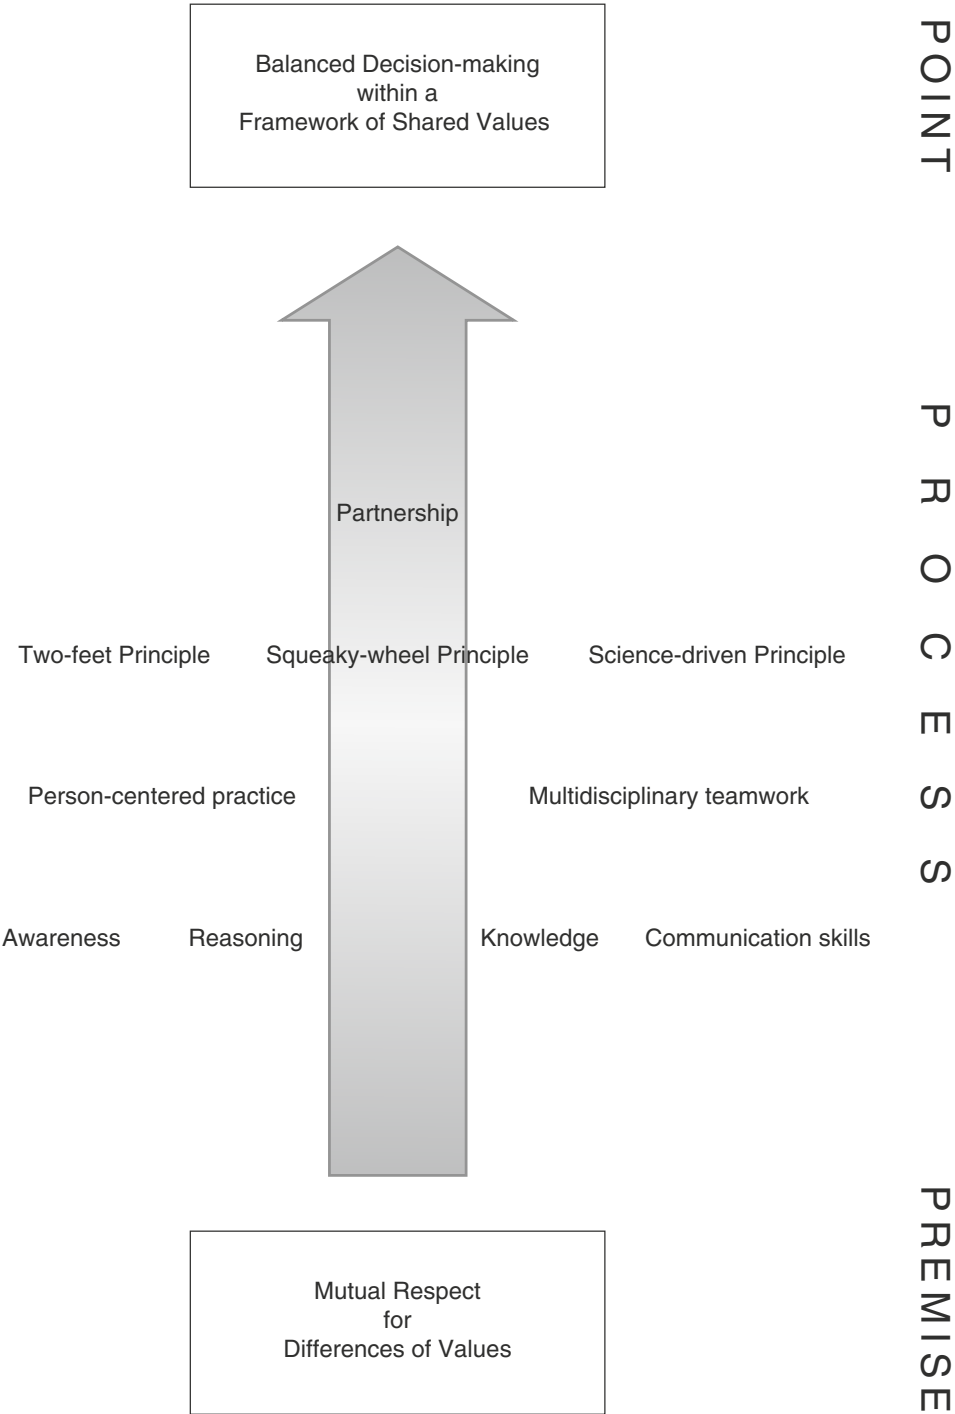 Balanced Decision-making
within a
Framework of Shared Values
POINT
Partnership
Two-feet Principle Squeaky-wheel Principle Science-driven Principle
Person-centered practice Multidisciplinary teamwork
Awareness Reasoning Knowledge Communication skills
PROCESS
Mutual Respect
for
Differences of Values
PREMISE